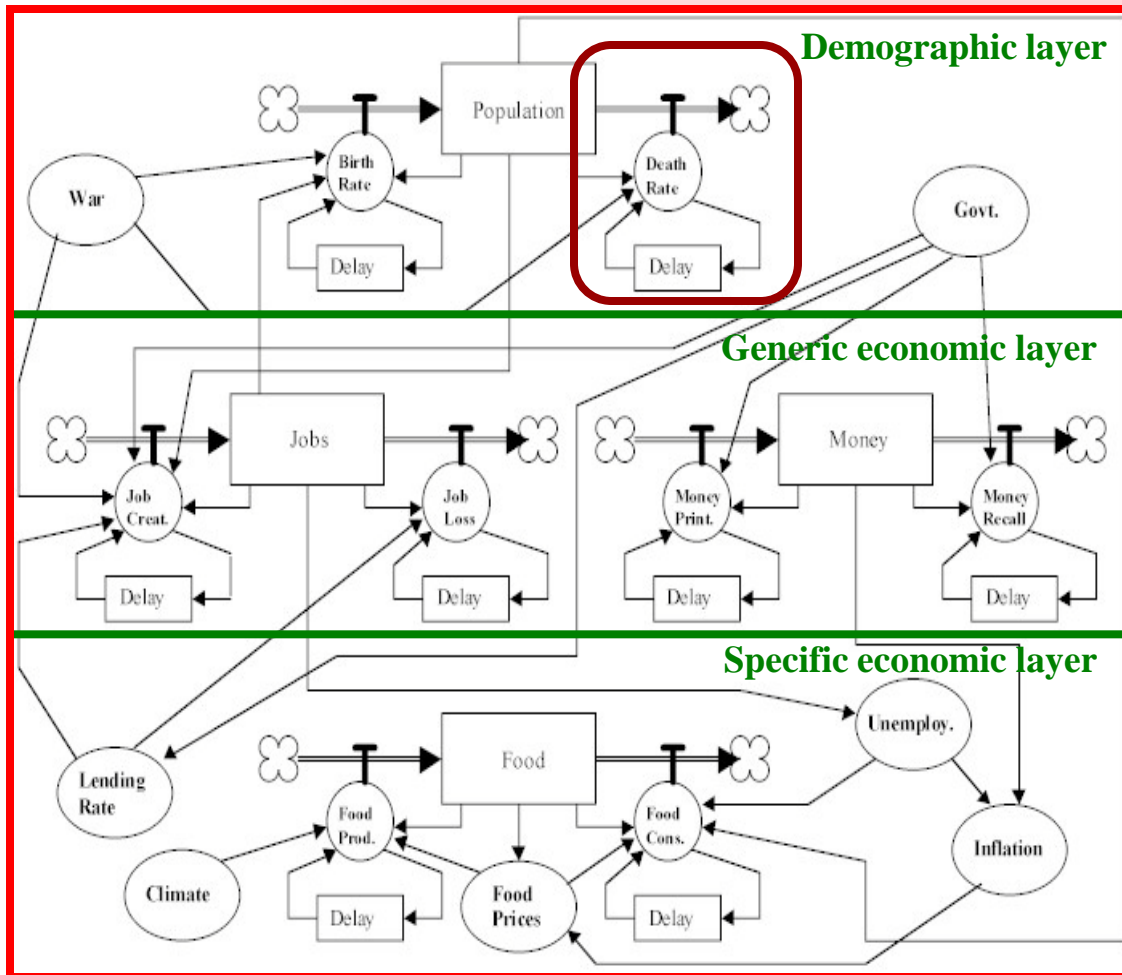 Demographic layer
Population
Birth
Rate
Death
Rate
War
Govt.
Delay
Delay
Generic economic layer
Jobs
Money
Job
Creat.
Job
Loss
Money
Print.
Money
Recall
Delay
Delay
Delay
Delay
Specific economic layer
Unemploy.
Food
Lending
Rate
Food
Prod.
Food
Cons.
Inflation
Climate
Food
Prices
Delay
Delay